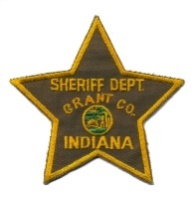 SHERIFF DEPT.
GRANT CO.
INDIANA